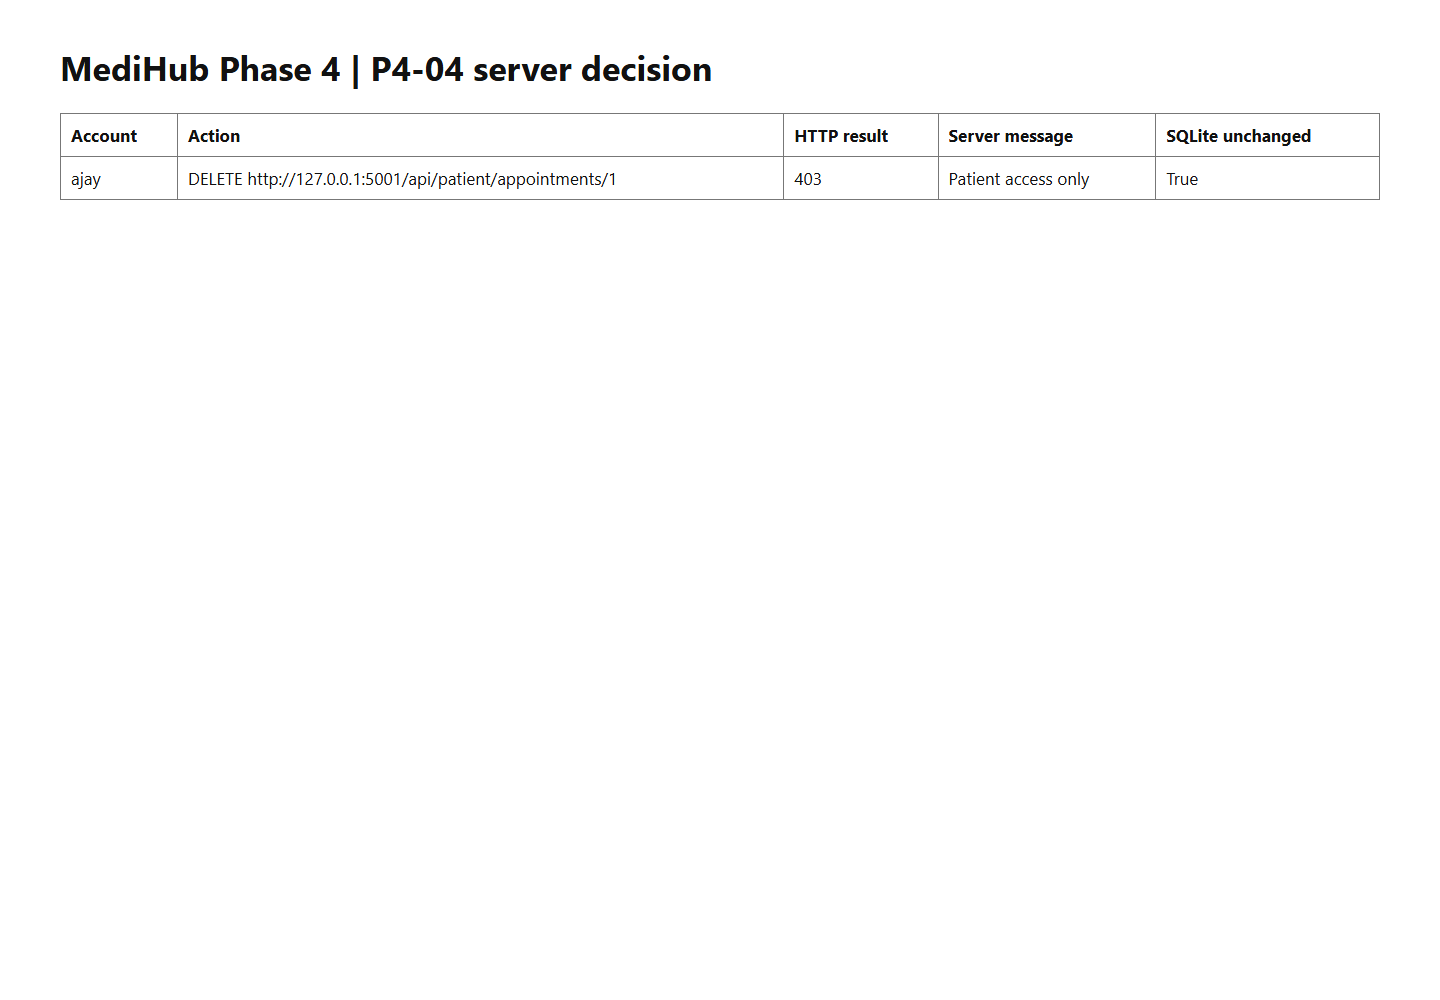 MediHub Phase 4 | P4-04 server decision
Account Action HTTP result Server message SQLite unchanged
ajay DELETE http://127.0.0.1:5001/api/patient/appointments/1 403 Patient access only True